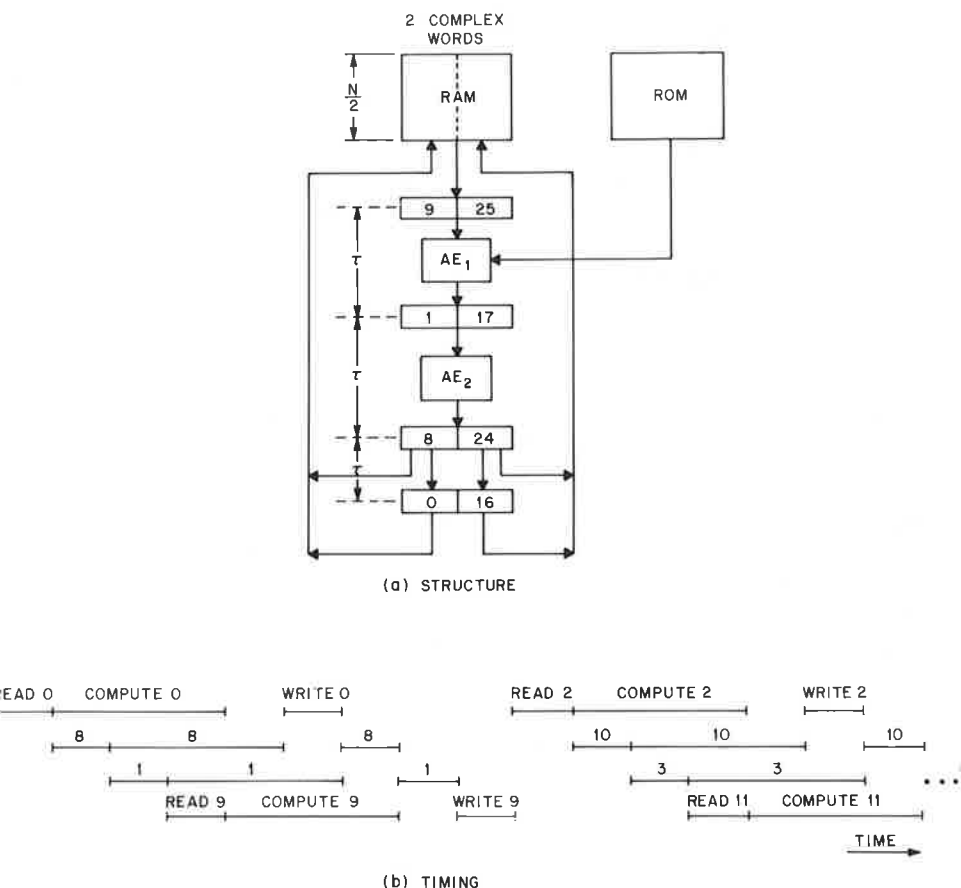 2 COMPLEX
WORDS
N/2
RAM
ROM
9 25
τ
AE1
1 17
τ
AE2
8 24
τ
0 16
(a) STRUCTURE
READ 0 COMPUTE 0 WRITE 0 READ 2 COMPUTE 2 WRITE 2
8 8 8 10 10 10
1 1 1 3 3 ...
READ 9 COMPUTE 9 WRITE 9 READ 11 COMPUTE 11
TIME
(b) TIMING